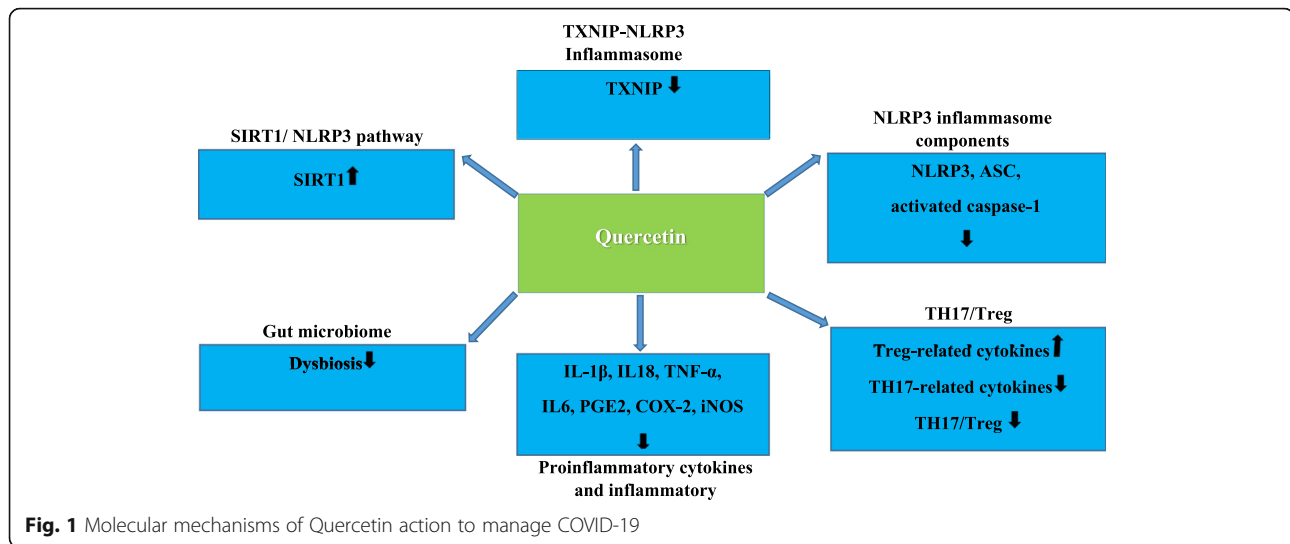 TXNIP-NLRP3
Inflammasome
TXNIP
SIRT1/ NLRP3 pathway
SIRT1
NLRP3 inflammasome
components
NLRP3, ASC,
activated caspase-1
Quercetin
Gut microbiome
Dysbiosis
IL-1β, IL18, TNF-α,
IL6, PGE2, COX-2, iNOS
Proinflammatory cytokines
and inflammatory
TH17/Treg
Treg-related cytokines
TH17-related cytokines
TH17/Treg
Fig. 1 Molecular mechanisms of Quercetin action to manage COVID-19